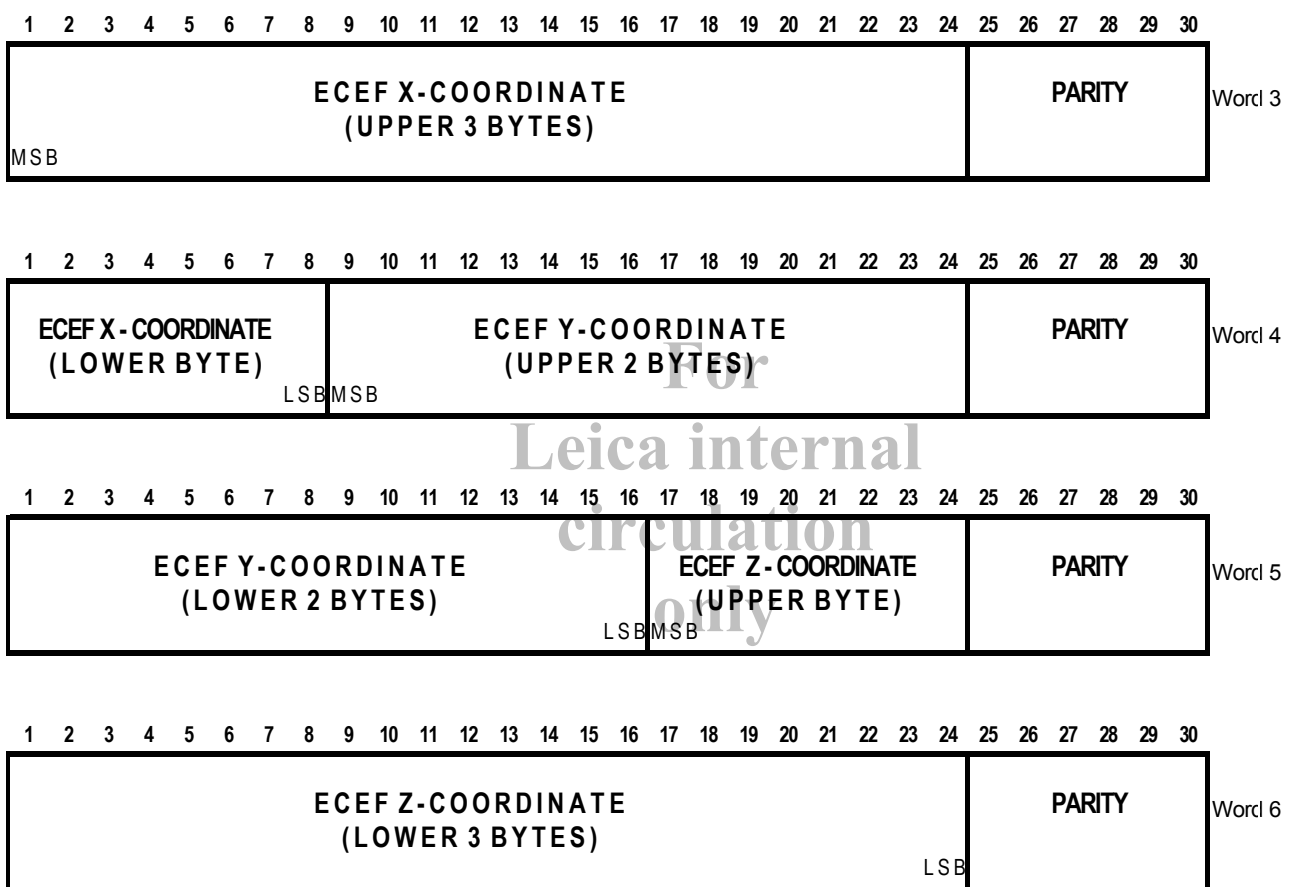 1 2 3 4 5 6 7 8 9 10 11 12 13 14 15 16 17 18 19 20 21 22 23 24 25 26 27 28 29 30
ECEF X-COORDINATE PARITY Word 3
(UPPER 3 BYTES)
MSB
1 2 3 4 5 6 7 8 9 10 11 12 13 14 15 16 17 18 19 20 21 22 23 24 25 26 27 28 29 30
ECEF X - COORDINATE ECEF Y-COORDINATE PARITY Word 4
(LOWER BYTE) (UPPER 2 BYTES)
For
LSB MSB
Leica internal
1 2 3 4 5 6 7 8 9 10 11 12 13 14 15 16 17 18 19 20 21 22 23 24 25 26 27 28 29 30
circulation
ECEF Y-COORDINATE ECEF Z - COORDINATE PARITY Word 5
(LOWER 2 BYTES) (UPPER BYTE)
only
LSB MSB
1 2 3 4 5 6 7 8 9 10 11 12 13 14 15 16 17 18 19 20 21 22 23 24 25 26 27 28 29 30
ECEF Z-COORDINATE PARITY Word 6
(LOWER 3 BYTES)
LSB